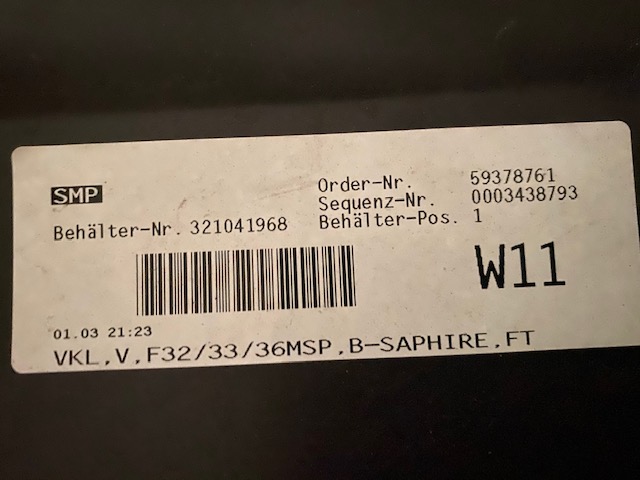 SMP
Order-Nr. 59378761
Sequenz-Nr. 0003438793
Behälter-Nr. 321041968 Behälter-Pos. 1
W11
01.03 21:23
VKL,V,F32/33/36MSP,B-SAPHIRE,FT